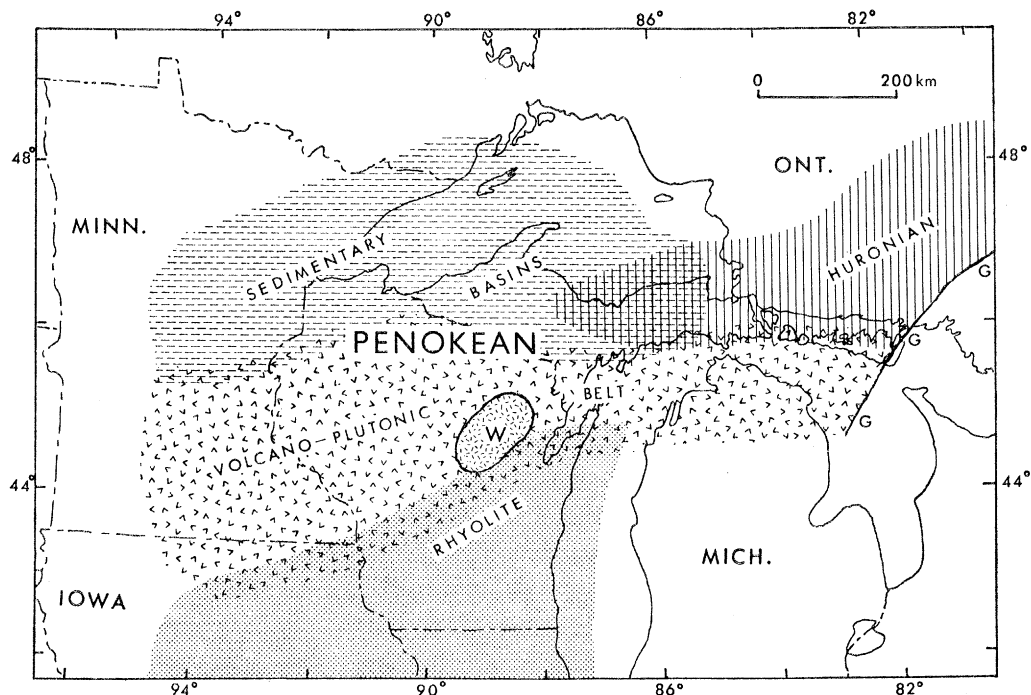 94° 90° 86° 82°
0 200 km
48° ONT. 48°
MINN.
HURONIAN
SEDIMENTARY
BASINS
G
PENOKEAN
G
BELT
VOLCANO-PLUTONIC
W
G
44° 44°
RHYOLITE
MICH.
IOWA
94° 90° 86° 82°